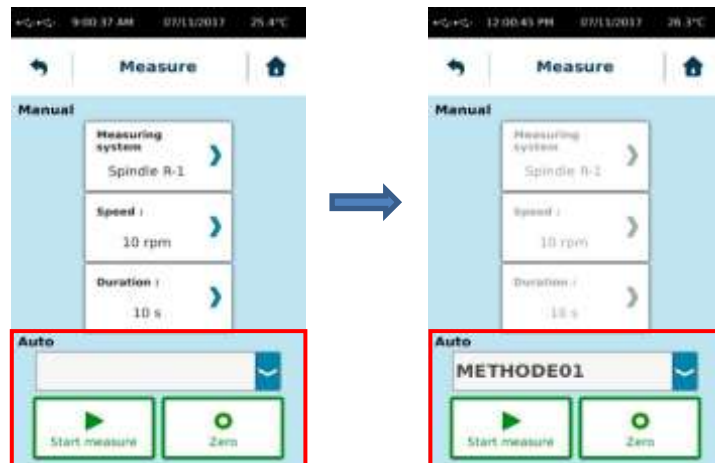 9:00:37 AM 07/11/2017 25.4°C
Measure
Manual
Measuring
system
Spindle R-1
Speed :
10 rpm
Duration :
10 s
Auto
Start measure
Zero
12:00:45 PM 07/11/2017 26.3°C
Measure
Manual
Measuring
system
Spindle R-1
Speed :
10 rpm
Duration :
10 s
Auto
METHODE01
Start measure
Zero